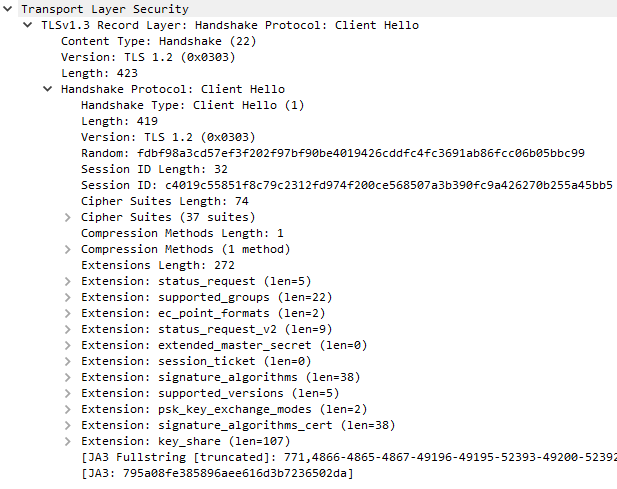 Transport Layer Security
TLSv1.3 Record Layer: Handshake Protocol: Client Hello
Content Type: Handshake (22)
Version: TLS 1.2 (0x0303)
Length: 423
Handshake Protocol: Client Hello
Handshake Type: Client Hello (1)
Length: 419
Version: TLS 1.2 (0x0303)
Random: fdbf98a3cd57ef3f202f97bf90be4019426cddfc4fc3691ab86fcc06b05bbc99
Session ID Length: 32
Session ID: c4019c55851f8c79c2312fd974f200ce568507a3b390fc9a426270b255a45bb5
Cipher Suites Length: 74
Cipher Suites (37 suites)
Compression Methods Length: 1
Compression Methods (1 method)
Extensions Length: 272
Extension: status_request (len=5)
Extension: supported_groups (len=22)
Extension: ec_point_formats (len=2)
Extension: status_request_v2 (len=9)
Extension: extended_master_secret (len=0)
Extension: session_ticket (len=0)
Extension: signature_algorithms (len=38)
Extension: supported_versions (len=5)
Extension: psk_key_exchange_modes (len=2)
Extension: signature_algorithms_cert (len=38)
Extension: key_share (len=107)
[JA3 Fullstring [truncated]: 771,4866-4865-4867-49196-49195-52393-49200-52392
[JA3: 795a08fe385896aee616d3b7236502da]